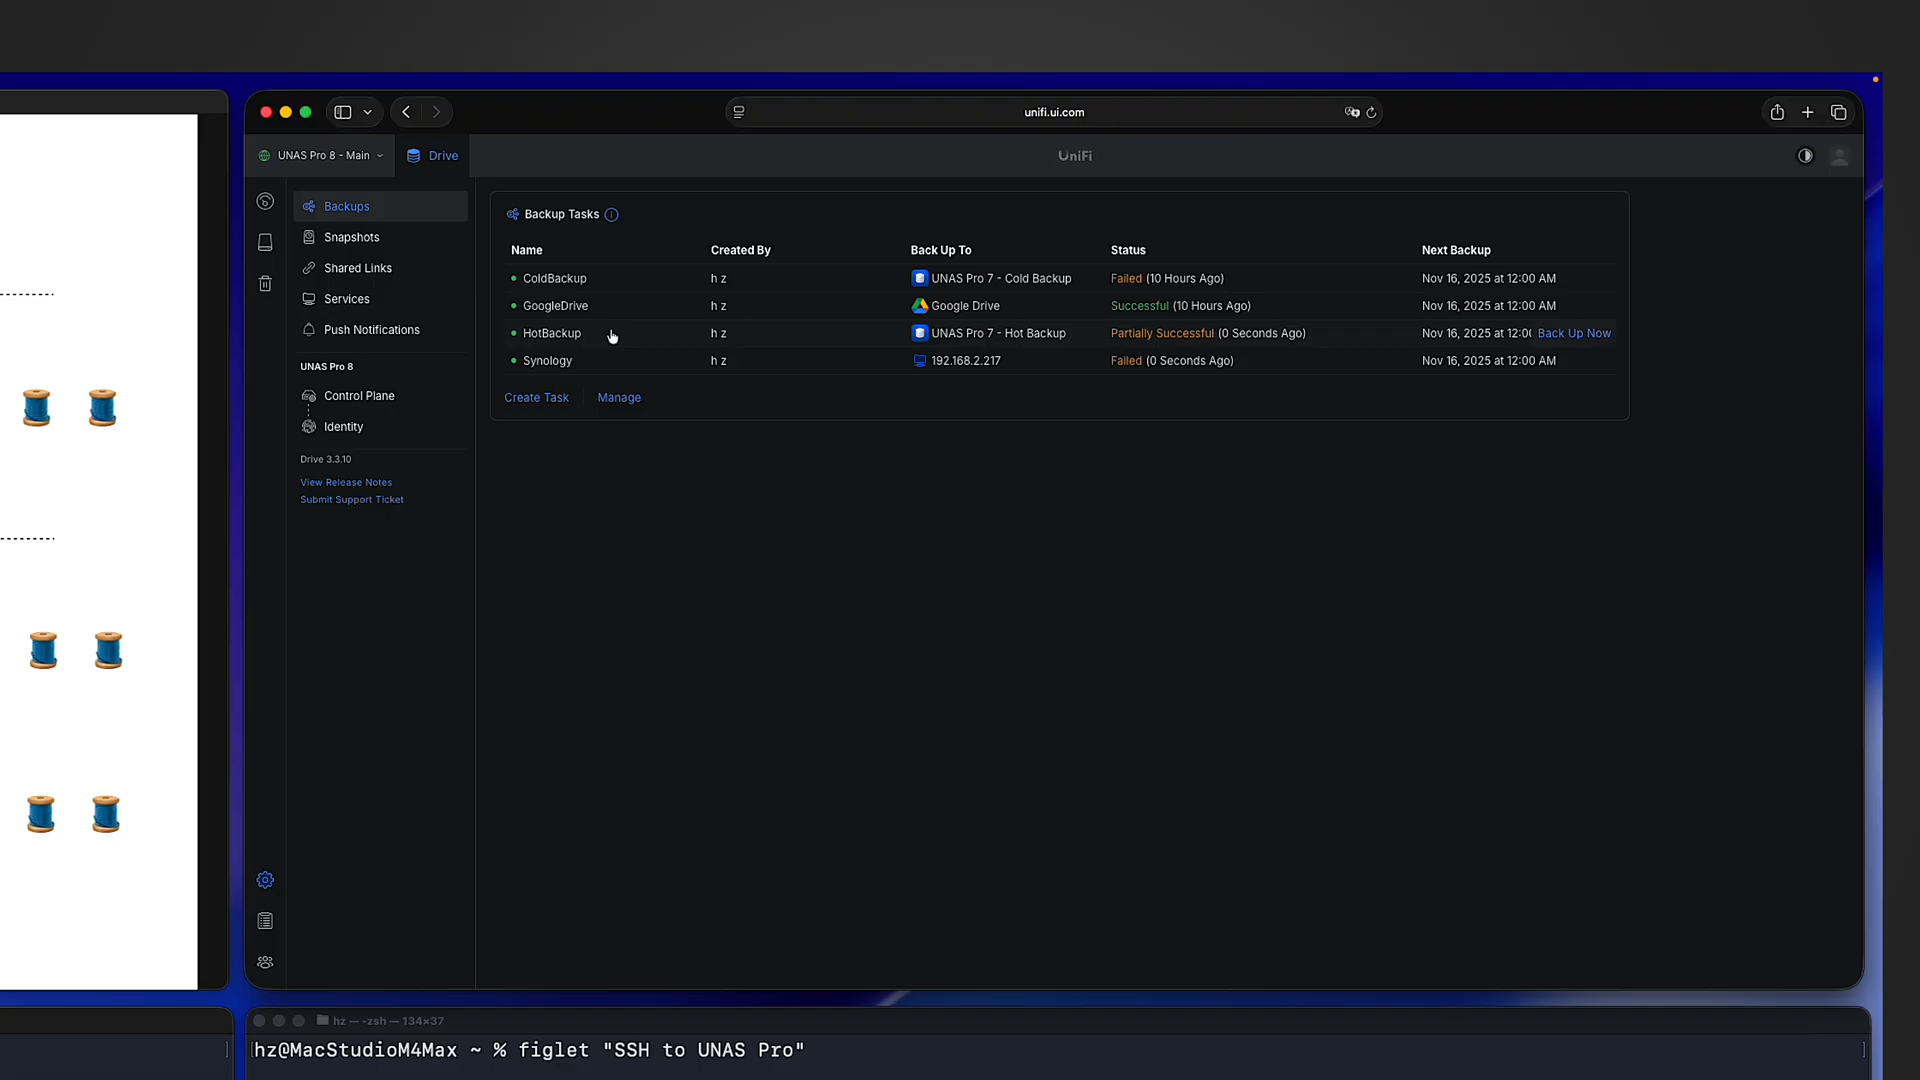 unifi.ui.com
UNAS Pro 8 - Main
Drive
UniFi
Backups
Snapshots
Shared Links
Services
Push Notifications
UNAS Pro 8
Control Plane
Identity
Drive 3.3.10
View Release Notes
Submit Support Ticket
Backup Tasks
Name Created By Back Up To Status Next Backup
ColdBackup h z UNAS Pro 7 - Cold Backup Failed (10 Hours Ago) Nov 16, 2025 at 12:00 AM
GoogleDrive h z Google Drive Successful (10 Hours Ago) Nov 16, 2025 at 12:00 AM
HotBackup h z UNAS Pro 7 - Hot Backup Partially Successful (0 Seconds Ago) Nov 16, 2025 at 12:00 Back Up Now
Synology h z 192.168.2.217 Failed (0 Seconds Ago) Nov 16, 2025 at 12:00 AM
Create Task Manage
hz — -zsh — 134×37
[hz@MacStudioM4Max ~ % figlet "SSH to UNAS Pro" ]